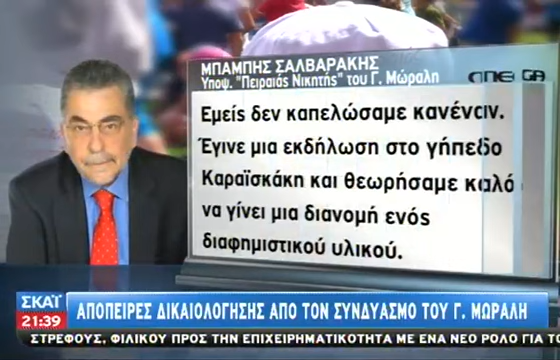 ΜΠΑΜΠΗΣ ΣΑΛΒΑΡΑΚΗΣ
Υποψ. "Πειραιάς Νικητής" του Γ. Μώραλη
Εμείς δεν καπελώσαμε κανέναν.
Έγινε μια εκδήλωση στο γήπεδο
Καραϊσκάκη και θεωρήσαμε καλό
να γίνει μια διανομή ενός
διαφημιστικού υλικού.
ΣΚΑΪ
21:39
ΑΠΟΠΕΙΡΕΣ ΔΙΚΑΙΟΛΟΓΗΣΗΣ ΑΠΟ ΤΟΝ ΣΥΝΔΥΑΣΜΟ ΤΟΥ Γ. ΜΩΡΑΛΗ
ΣΤΡΕΦΟΥΣ, ΦΙΛΙΚΟΥ ΠΡΟΣ ΤΗΝ ΕΠΙΧΕΙΡΗΜΑΤΙΚΟΤΗΤΑ ΜΕ ΕΝΑ ΝΕΟ ΡΟΛΟ ΓΙΑ Τ